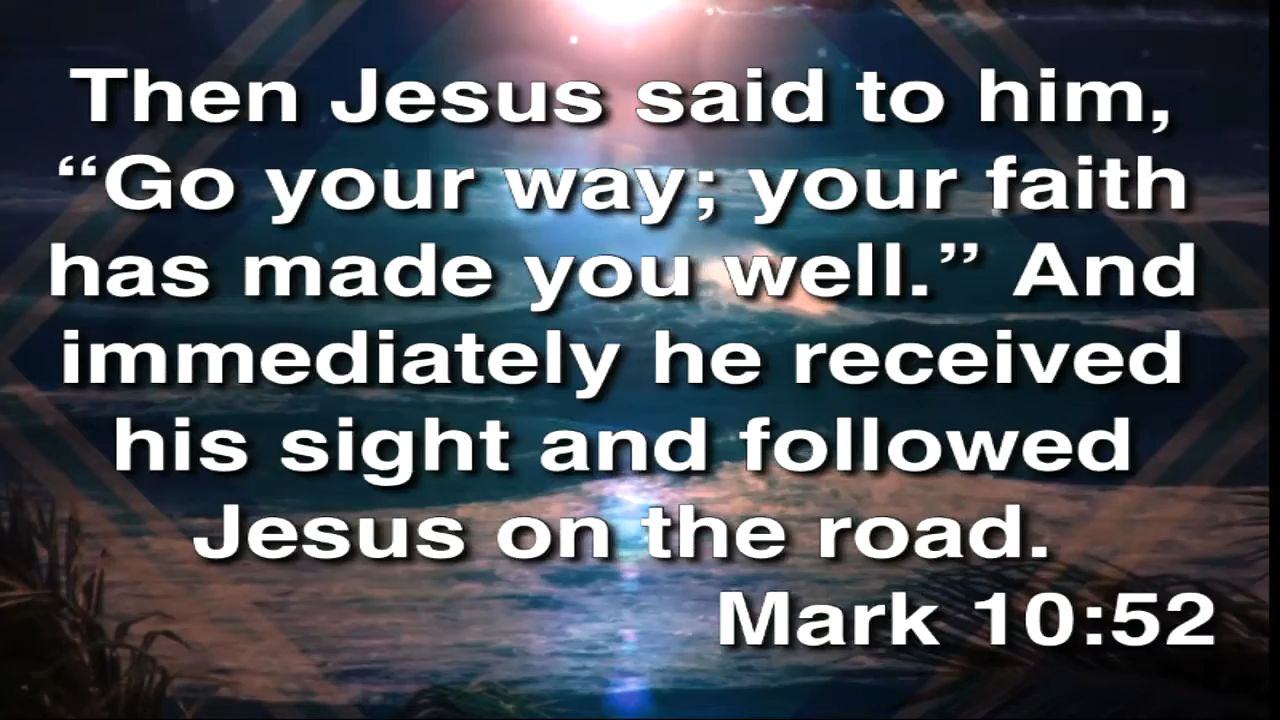 Then Jesus said to him,
“Go your way; your faith
has made you well.” And
immediately he received
his sight and followed
Jesus on the road.
Mark 10:52